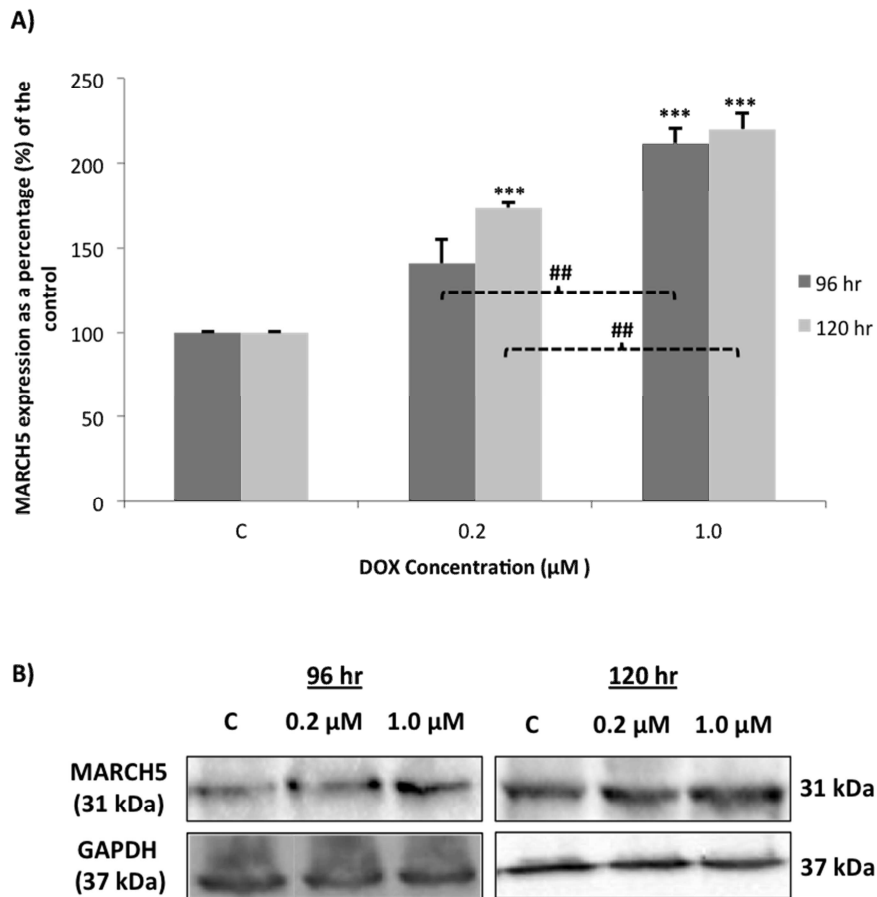 A)
MARCH5 expression as a percentage (%) of the
control
250
200
150
100
50
0
***
***
***
##
##
96 hr
120 hr
C
0.2
1.0
DOX Concentration (µM )
B)
96 hr
120 hr
C
0.2 µM
1.0 µM
C
0.2 µM
1.0 µM
MARCH5
(31 kDa)
31 kDa
GAPDH
(37 kDa)
37 kDa